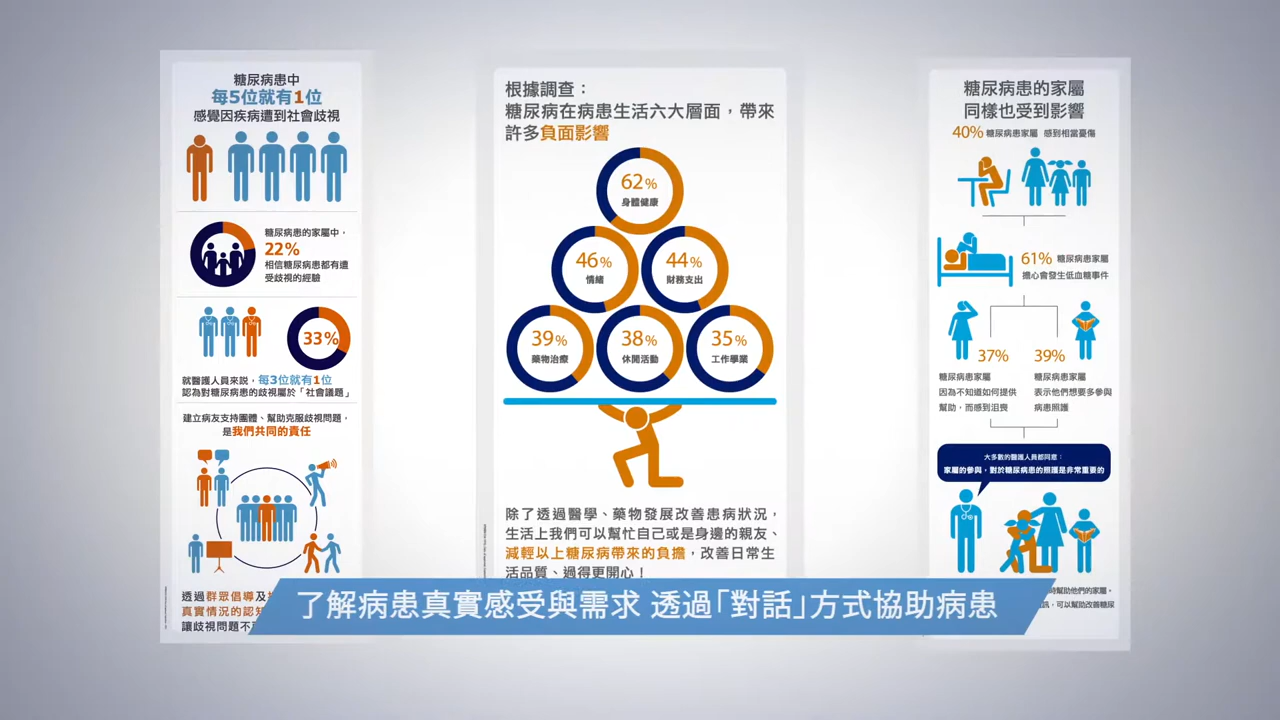 糖尿病患中
每5位就有1位
感覺因疾病遭到社會歧視
糖尿病患的家屬中，
22%
相信糖尿病患都有遭
受歧視的經驗
33%
就醫護人員來説，每3位就有1位
認為對糖尿病患的歧視屬於「社會議題」
建立病友支持團體、幫助克服歧視問題，
是我們共同的責任
透過群眾倡導及
真實情況的認知
讓歧視問題不
根據調查：
糖尿病在病患生活六大層面，帶來
許多負面影響
62%
身體健康
46%
情緒
44%
財務支出
39%
藥物治療
38%
休閒活動
35%
工作學業
除了透過醫學、藥物發展改善患病狀況，
生活上我們可以幫忙自己或是身邊的親友、
減輕以上糖尿病帶來的負擔，改善日常生
活品質、過得更開心！
糖尿病患的家屬
同樣也受到影響
40% 糖尿病患家屬 感到相當憂傷
61% 糖尿病患家屬
擔心會發生低血糖事件
37%
糖尿病患家屬
因為不知道如何提供
幫助，而感到沮喪
39%
糖尿病患家屬
表示他們想要多參與
病患照護
大多數的醫護人員都同意：
家屬的參與，對於糖尿病患的照護是非常重要的
時幫助他們的家屬。
訊，可以幫助改善糖尿
了解病患真實感受與需求 透過「對話」方式協助病患